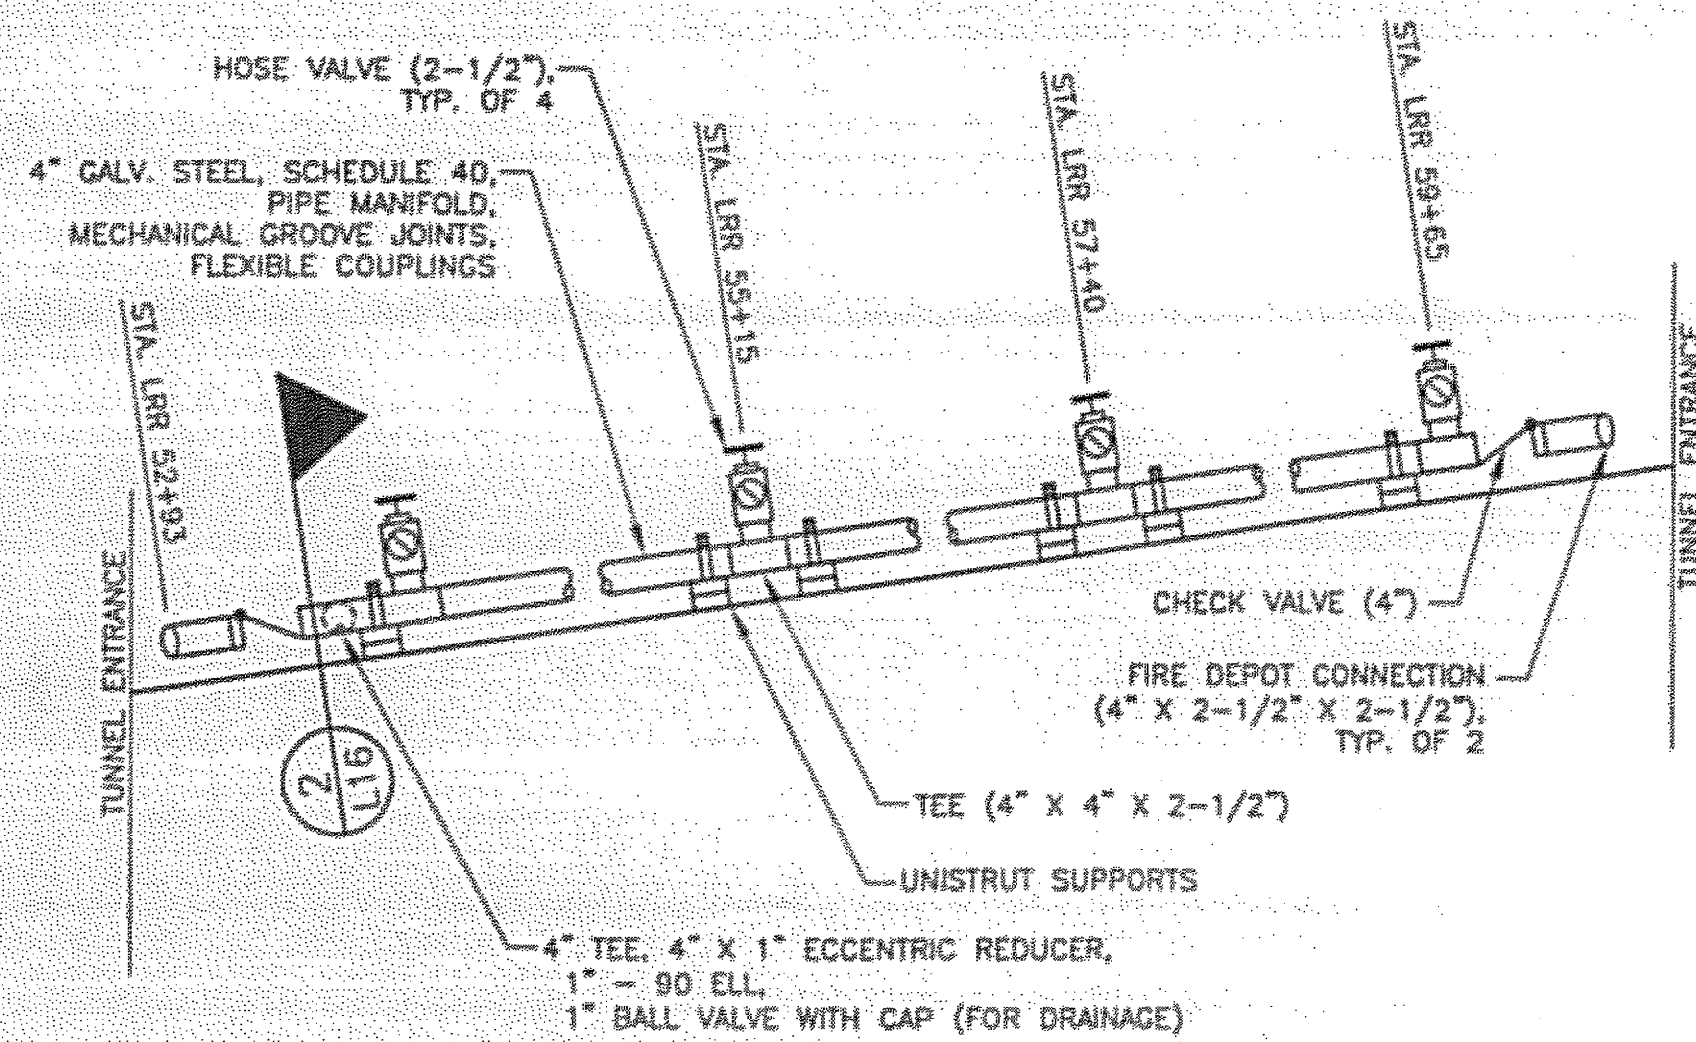 HOSE VALVE (2-1/2"),
TYP. OF 4
4" GALV. STEEL, SCHEDULE 40,
PIPE MANIFOLD,
MECHANICAL GROOVE JOINTS,
FLEXIBLE COUPLINGS
STA. LRR 52+93
STA. LRR 55+15
STA. LRR 57+40
STA. LRR 59+65
TUNNEL ENTRANCE
TUNNEL ENTRANCE
2
L15
CHECK VALVE (4")
FIRE DEPOT CONNECTION
(4" X 2-1/2" X 2-1/2"),
TYP. OF 2
TEE (4" X 4" X 2-1/2")
UNISTRUT SUPPORTS
4" TEE, 4" X 1" ECCENTRIC REDUCER,
1" - 90 ELL,
1" BALL VALVE WITH CAP (FOR DRAINAGE)